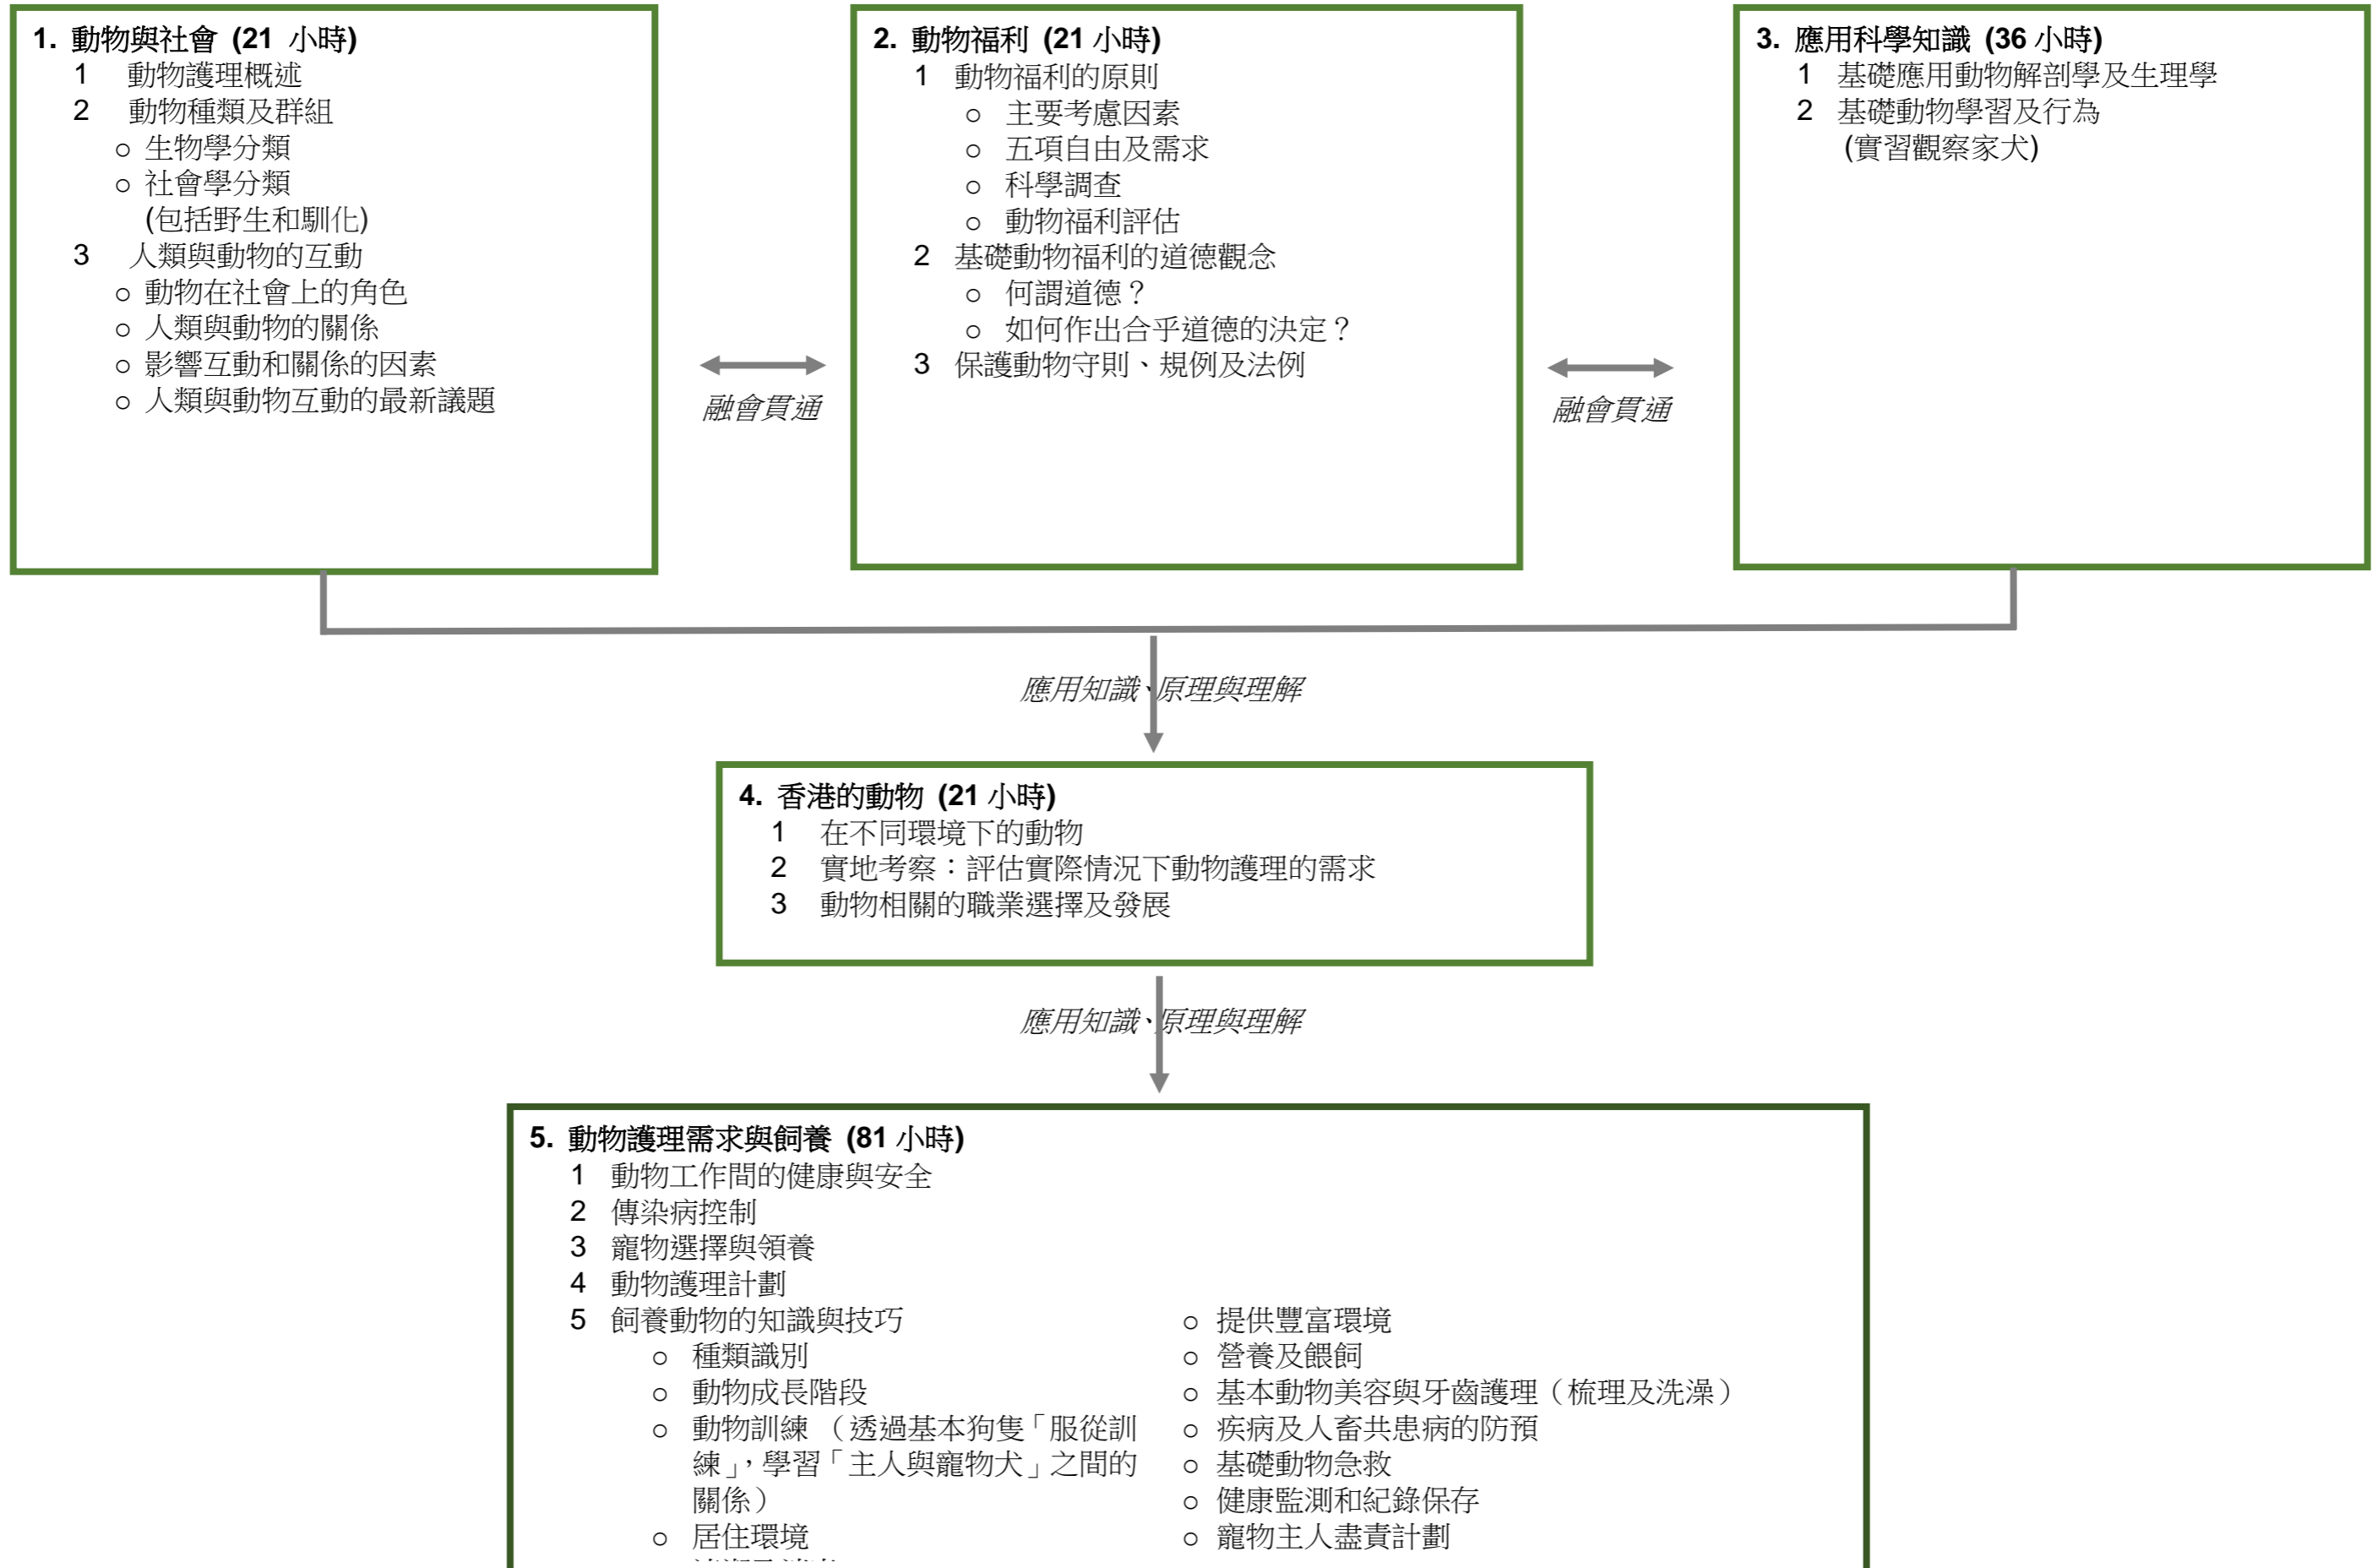 1. 動物與社會 (21 小時)
1 動物護理概述
2 動物種類及群組
○ 生物學分類
○ 社會學分類
(包括野生和馴化)
3 人類與動物的互動
○ 動物在社會上的角色
○ 人類與動物的關係
○ 影響互動和關係的因素
○ 人類與動物互動的最新議題
融會貫通
2. 動物福利 (21 小時)
1 動物福利的原則
○ 主要考慮因素
○ 五項自由及需求
○ 科學調查
○ 動物福利評估
2 基礎動物福利的道德觀念
○ 何謂道德？
○ 如何作出合乎道德的決定？
3 保護動物守則、規例及法例
融會貫通
3. 應用科學知識 (36 小時)
1 基礎應用動物解剖學及生理學
2 基礎動物學習及行為
(實習觀察家犬)
應用知識、原理與理解
4. 香港的動物 (21 小時)
1 在不同環境下的動物
2 實地考察：評估實際情況下動物護理的需求
3 動物相關的職業選擇及發展
應用知識、原理與理解
5. 動物護理需求與飼養 (81 小時)
1 動物工作間的健康與安全
2 傳染病控制
3 寵物選擇與領養
4 動物護理計劃
5 飼養動物的知識與技巧
○ 種類識別
○ 動物成長階段
○ 動物訓練 （透過基本狗隻「服從訓
練」，學習「主人與寵物犬」之間的
關係）
○ 居住環境
○ 提供豐富環境
○ 營養及餵飼
○ 基本動物美容與牙齒護理（梳理及洗澡）
○ 疾病及人畜共患病的防預
○ 基礎動物急救
○ 健康監測和紀錄保存
○ 寵物主人盡責計劃